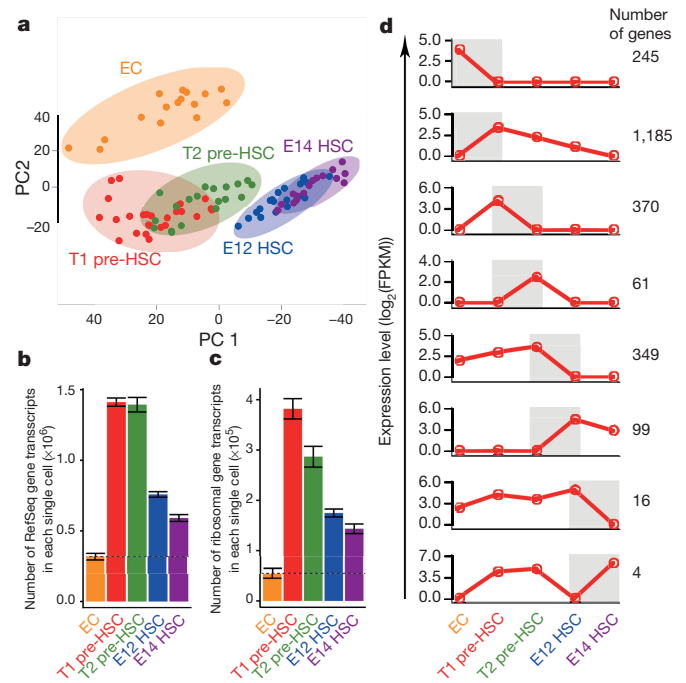 a
EC
T2 pre-HSC
E14 HSC
T1 pre-HSC
E12 HSC
PC2
40
20
0
−20
40
20
0
−20
−40
PC 1
b
Number of RefSeq gene transscripts
in each single cell (×10⁶)
1.5
1.0
0.5
0.0
EC
T1 pre-HSC
T2 pre-HSC
E12 HSC
E14 HSC
c
Number of ribosomal gene transcripts
in each single cell (×10⁵)
4
3
2
1
0
EC
T1 pre-HSC
T2 pre-HSC
E12 HSC
E14 HSC
d
Number
of genes
Expression level (log₂(FPKM))
5.0
2.5
0.0
245
5.0
2.5
0.0
1,185
6.0
3.0
0.0
370
4.0
2.0
0.0
61
5.0
2.5
0.0
349
6.0
3.0
0.0
99
6.0
3.0
0.0
16
7.0
3.5
0.0
4
EC
T1 pre-HSC
T2 pre-HSC
E12 HSC
E14 HSC